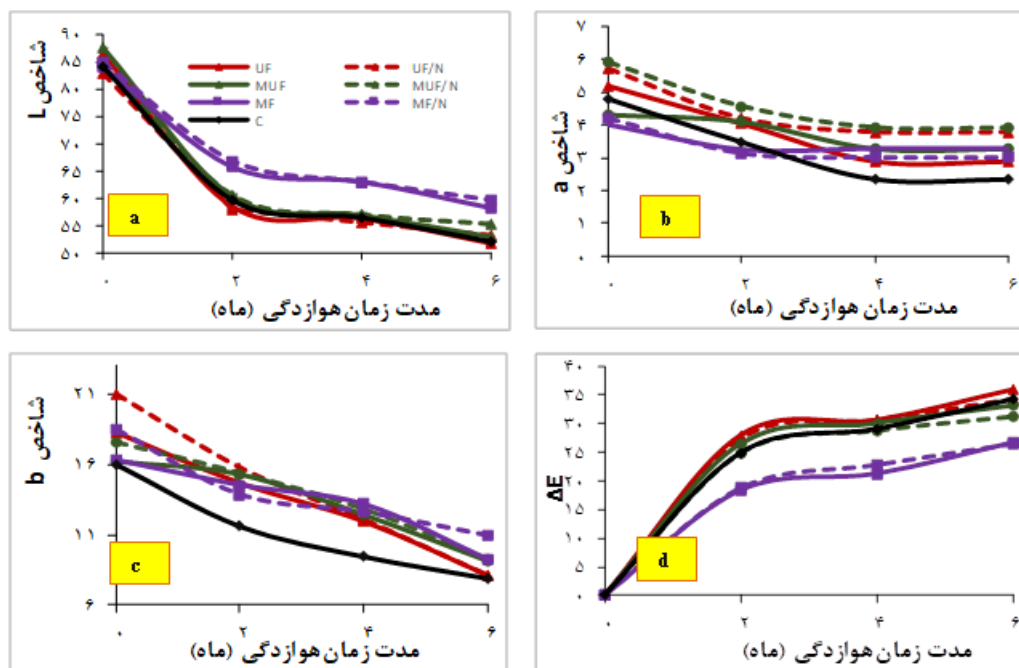 شاخص L
۹۰
۸۵
۸۰
۷۵
۷۰
۶۵
۶۰
۵۵
۵۰
UF
UF/N
MUF
MUF/N
MF
MF/N
C
a
۰ ۲ ۴ ۶
مدت زمان هوازدگی (ماه)
شاخص a
۷
۶
۵
۴
۳
۲
۱
۰
b
۰ ۲ ۴ ۶
مدت زمان هوازدگی (ماه)
شاخص b
۲۱
۱۶
۱۱
۶
c
۰ ۲ ۴ ۶
مدت زمان هوازدگی (ماه)
ΔE
۴۰
۳۵
۳۰
۲۵
۲۰
۱۵
۱۰
۵
۰
d
۰ ۲ ۴ ۶
مدت زمان هوازدگی (ماه)